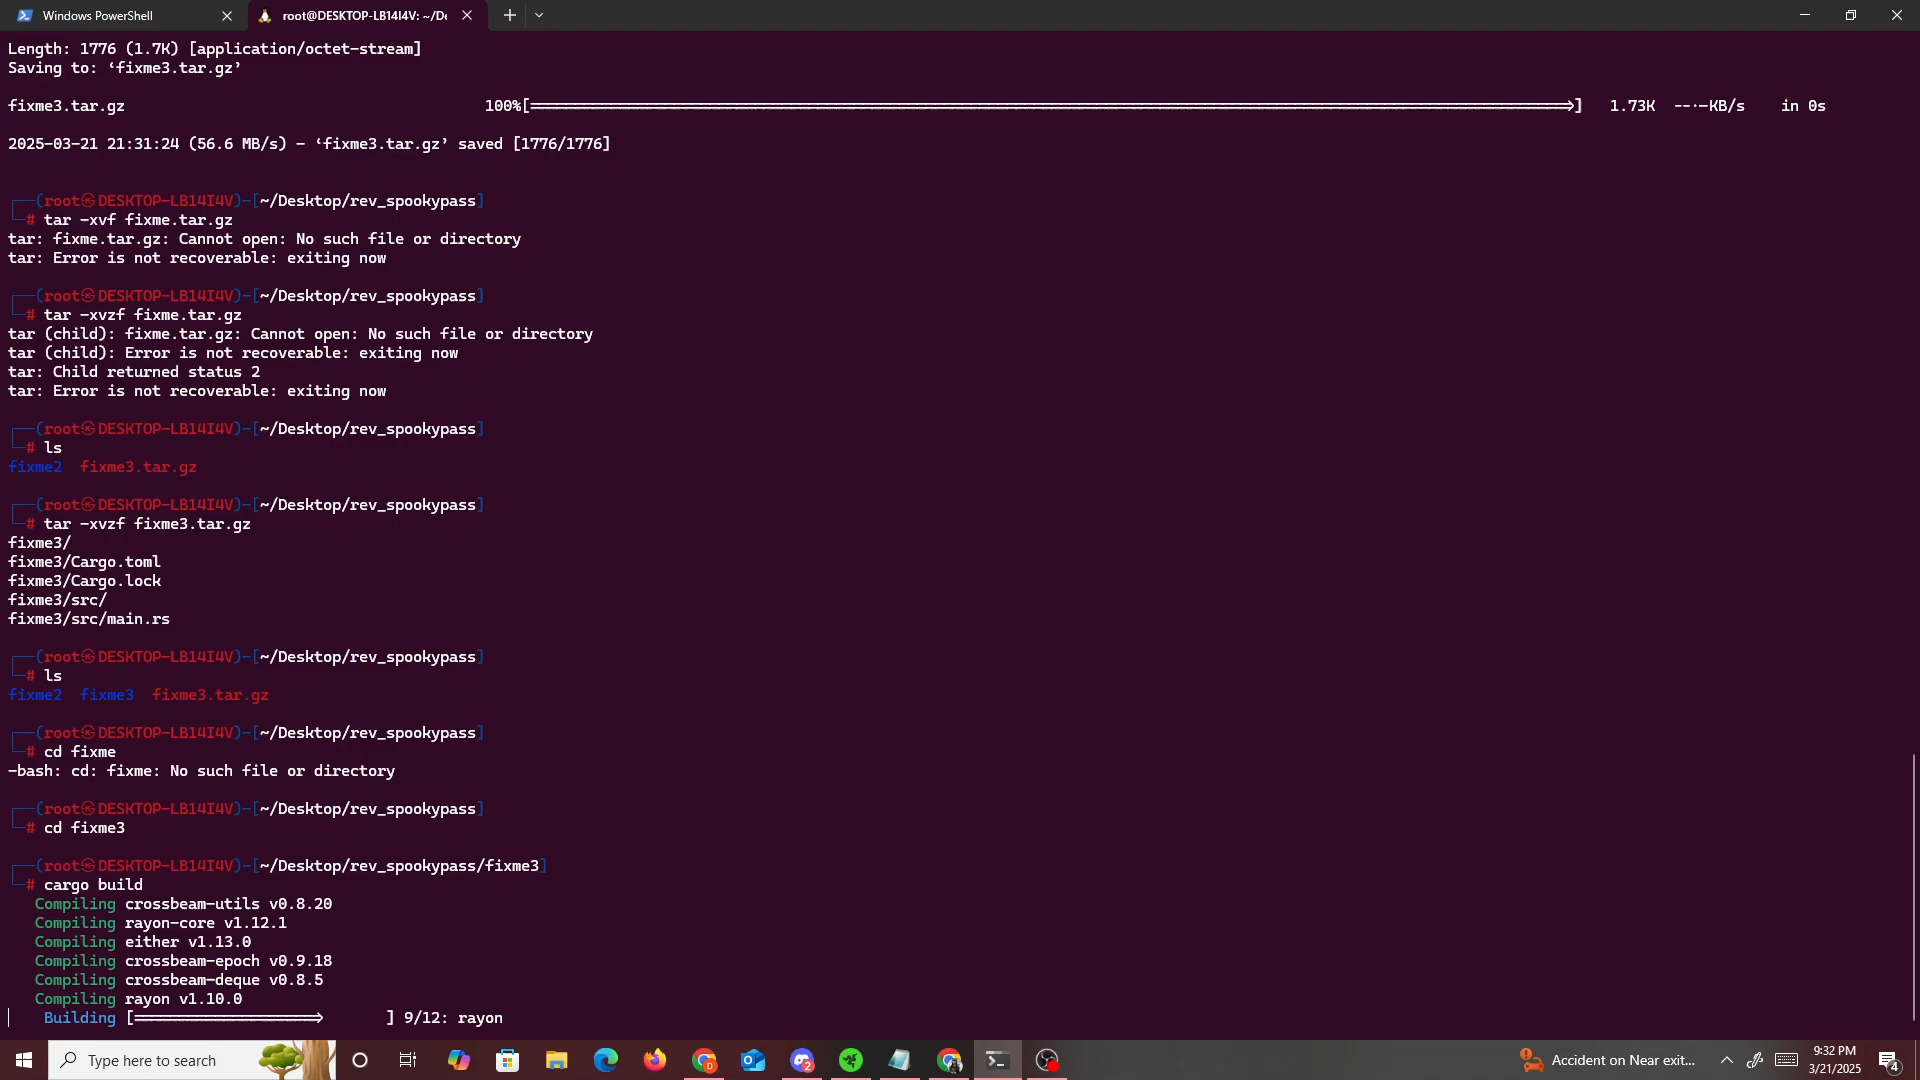 Windows PowerShell
root@DESKTOP-LB14I4V: ~/De
Length: 1776 (1.7K) [application/octet-stream]
Saving to: ‘fixme3.tar.gz’
fixme3.tar.gz 100%[===================>] 1.73K --.-KB/s in 0s
2025-03-21 21:31:24 (56.6 MB/s) - ‘fixme3.tar.gz’ saved [1776/1776]
┌──(root㉿DESKTOP-LB14I4V)-[~/Desktop/rev_spookypass]
└─# tar -xvf fixme.tar.gz
tar: fixme.tar.gz: Cannot open: No such file or directory
tar: Error is not recoverable: exiting now
┌──(root㉿DESKTOP-LB14I4V)-[~/Desktop/rev_spookypass]
└─# tar -xvzf fixme.tar.gz
tar (child): fixme.tar.gz: Cannot open: No such file or directory
tar (child): Error is not recoverable: exiting now
tar: Child returned status 2
tar: Error is not recoverable: exiting now
┌──(root㉿DESKTOP-LB14I4V)-[~/Desktop/rev_spookypass]
└─# ls
fixme2 fixme3.tar.gz
┌──(root㉿DESKTOP-LB14I4V)-[~/Desktop/rev_spookypass]
└─# tar -xvzf fixme3.tar.gz
fixme3/
fixme3/Cargo.toml
fixme3/Cargo.lock
fixme3/src/
fixme3/src/main.rs
┌──(root㉿DESKTOP-LB14I4V)-[~/Desktop/rev_spookypass]
└─# ls
fixme2 fixme3 fixme3.tar.gz
┌──(root㉿DESKTOP-LB14I4V)-[~/Desktop/rev_spookypass]
└─# cd fixme
-bash: cd: fixme: No such file or directory
┌──(root㉿DESKTOP-LB14I4V)-[~/Desktop/rev_spookypass]
└─# cd fixme3
┌──(root㉿DESKTOP-LB14I4V)-[~/Desktop/rev_spookypass/fixme3]
└─# cargo build
Compiling crossbeam-utils v0.8.20
Compiling rayon-core v1.12.1
Compiling either v1.13.0
Compiling crossbeam-epoch v0.9.18
Compiling crossbeam-deque v0.8.5
Compiling rayon v1.10.0
Building [===================> ] 9/12: rayon
Type here to search
2
Accident on Near exit...
9:32 PM
3/21/2025
4